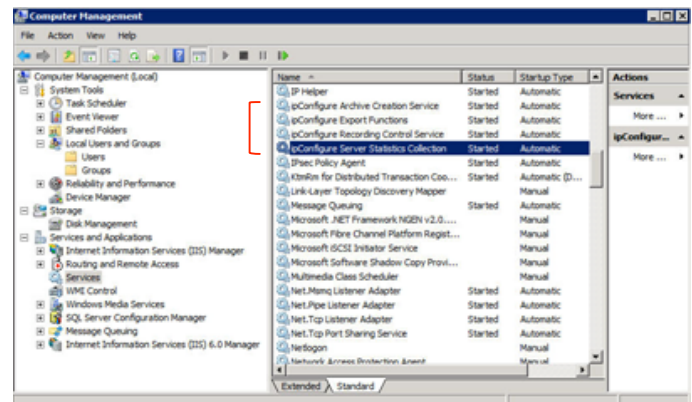 Computer Management
File Action View Help
Computer Management (Local)
System Tools
Task Scheduler
Event Viewer
Shared Folders
Local Users and Groups
Users
Groups
Reliability and Performance
Device Manager
Storage
Disk Management
Services and Applications
Internet Information Services (IIS) Manager
Routing and Remote Access
Services
WMI Control
Windows Media Services
SQL Server Configuration Manager
Message Queuing
Internet Information Services (IIS) 6.0 Manager
Name Status Startup Type
IP Helper Started Automatic
ipConfigure Archive Creation Service Started Automatic
ipConfigure Export Functions Started Automatic
ipConfigure Recording Control Service Started Automatic
ipConfigure Server Statistics Collection Started Automatic
IPsec Policy Agent Started Automatic
KtmRm for Distributed Transaction Coo... Started Automatic (D...
Link-Layer Topology Discovery Mapper Manual
Message Queuing Started Automatic
Microsoft .NET Framework NGEN v2.0.... Manual
Microsoft Fibre Channel Platform Regist... Manual
Microsoft iSCSI Initiator Service Manual
Microsoft Software Shadow Copy Provi... Manual
Multimedia Class Scheduler Manual
Net.Msmq Listener Adapter Started Automatic
Net.Pipe Listener Adapter Started Automatic
Net.Tcp Listener Adapter Started Automatic
Net.Tcp Port Sharing Service Started Automatic
Netlogon Manual
Network Access Protection Agent Manual
Extended Standard
Actions
Services
More ...
ipConfigur...
More ...